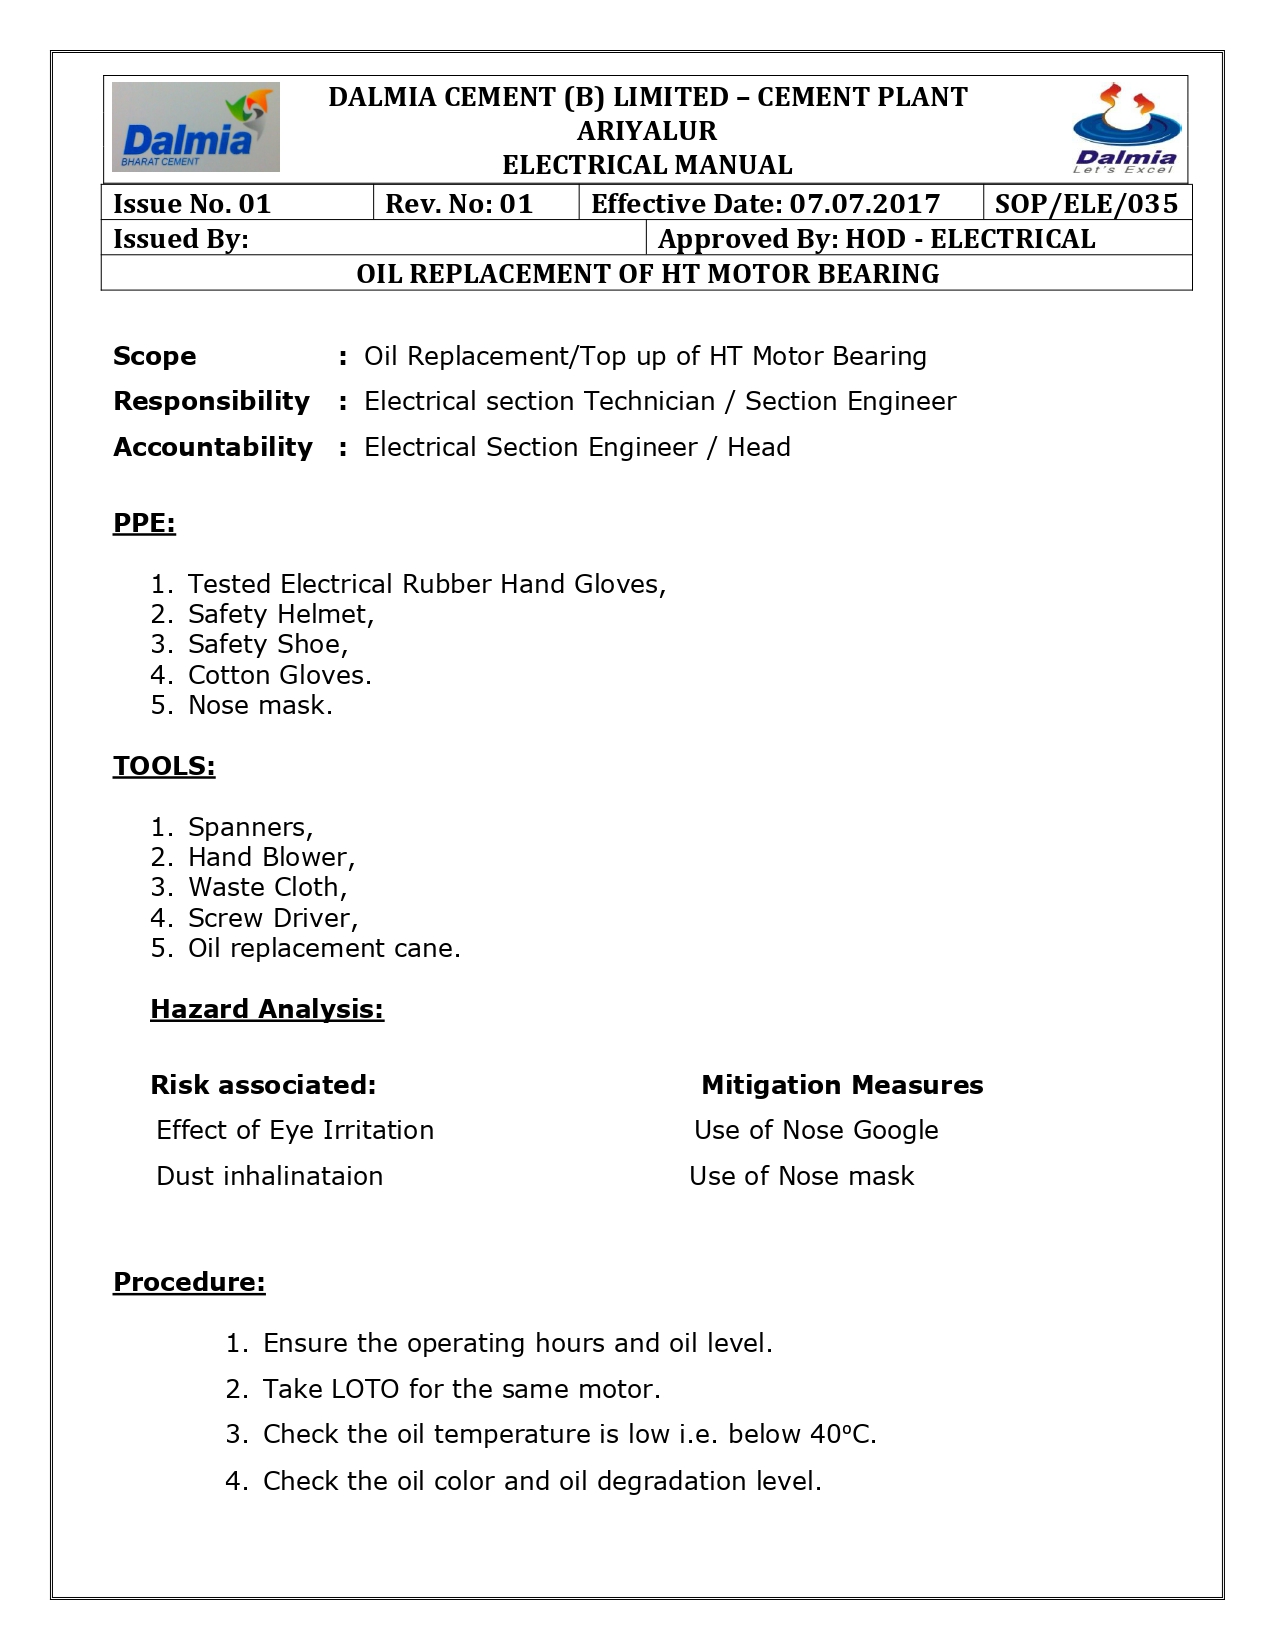 Dalmia
BHARAT CEMENT
DALMIA CEMENT (B) LIMITED – CEMENT PLANT
ARIYALUR
ELECTRICAL MANUAL
Dalmia
Let's Excel
Issue No. 01 Rev. No: 01 Effective Date: 07.07.2017 SOP/ELE/035
Issued By: Approved By: HOD - ELECTRICAL
OIL REPLACEMENT OF HT MOTOR BEARING
Scope : Oil Replacement/Top up of HT Motor Bearing
Responsibility : Electrical section Technician / Section Engineer
Accountability : Electrical Section Engineer / Head
PPE:
1. Tested Electrical Rubber Hand Gloves,
2. Safety Helmet,
3. Safety Shoe,
4. Cotton Gloves.
5. Nose mask.
TOOLS:
1. Spanners,
2. Hand Blower,
3. Waste Cloth,
4. Screw Driver,
5. Oil replacement cane.
Hazard Analysis:
Risk associated: Mitigation Measures
Effect of Eye Irritation Use of Nose Google
Dust inhalinataion Use of Nose mask
Procedure:
1. Ensure the operating hours and oil level.
2. Take LOTO for the same motor.
3. Check the oil temperature is low i.e. below 40ºC.
4. Check the oil color and oil degradation level.